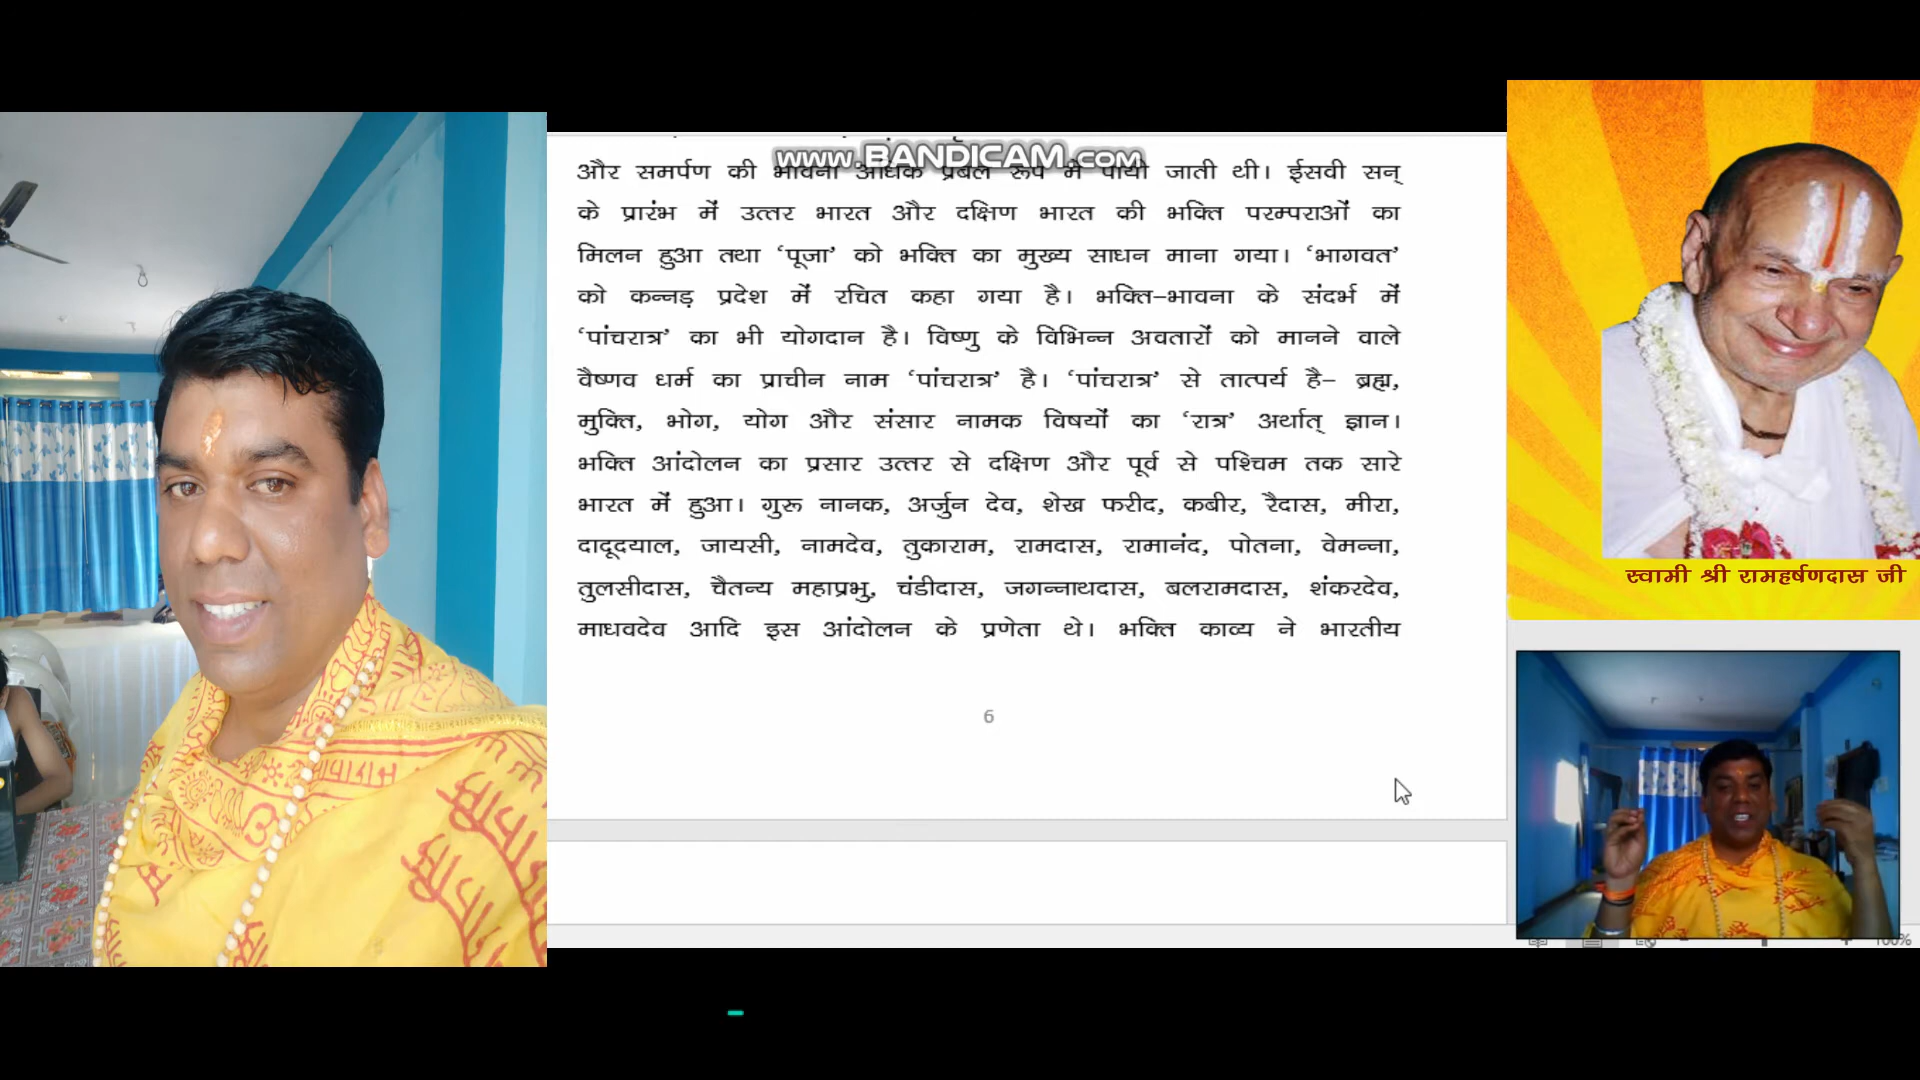 www.BANDICAM.com
और समर्पण की भावना अधिक प्रबल रूप में पायी जाती थी। ईसवी सन्
के प्रारंभ में उत्तर भारत और दक्षिण भारत की भक्ति परम्पराओं का
मिलन हुआ तथा ‘पूजा’ को भक्ति का मुख्य साधन माना गया। ‘भागवत’
को कन्नड़ प्रदेश में रचित कहा गया है। भक्ति–भावना के संदर्भ में
‘पांचरात्र’ का भी योगदान है। विष्णु के विभिन्न अवतारों को मानने वाले
वैष्णव धर्म का प्राचीन नाम ‘पांचरात्र’ है। ‘पांचरात्र’ से तात्पर्य है– ब्रह्म,
मुक्ति, भोग, योग और संसार नामक विषयों का ‘रात्र’ अर्थात् ज्ञान।
भक्ति आंदोलन का प्रसार उत्तर से दक्षिण और पूर्व से पश्चिम तक सारे
भारत में हुआ। गुरू नानक, अर्जुन देव, शेख फरीद, कबीर, रैदास, मीरा,
दादूदयाल, जायसी, नामदेव, तुकाराम, रामदास, रामानंद, पोतना, वेमन्ना,
तुलसीदास, चैतन्य महाप्रभु, चंडीदास, जगन्नाथदास, बलरामदास, शंकरदेव,
माधवदेव आदि इस आंदोलन के प्रणेता थे। भक्ति काव्य ने भारतीय
6
स्वामी श्री रामहर्षणदास जी
100%